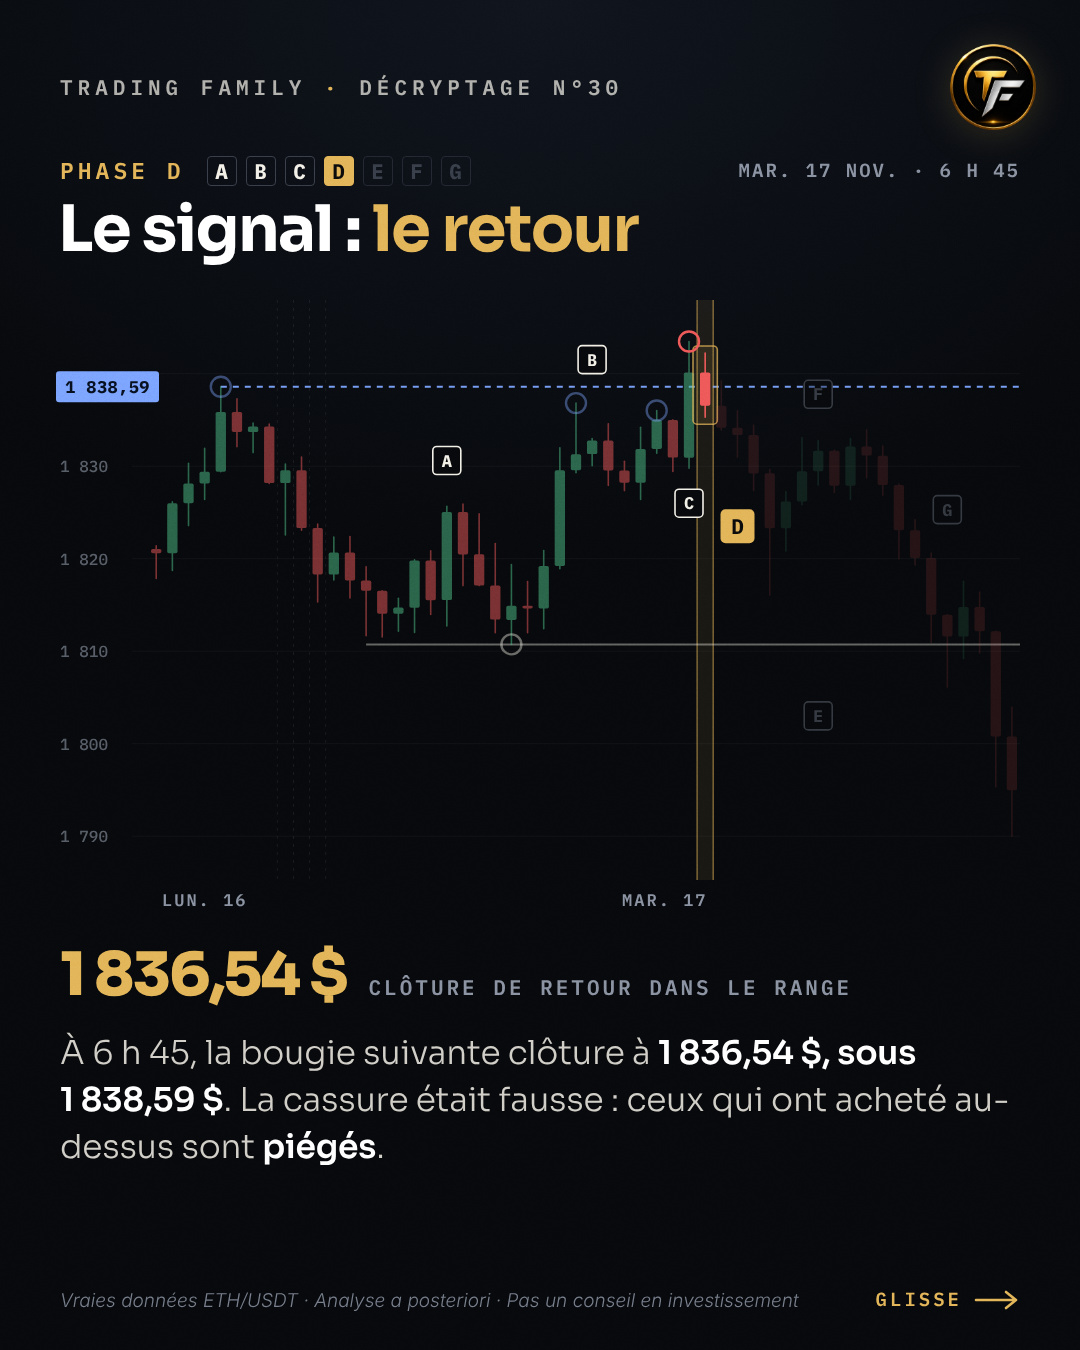 TRADING FAMILY · DÉCRYPTAGE N°30
TF
PHASE D A B C D E F G
MAR. 17 NOV. · 6 H 45
Le signal : le retour
1 838,59
1 830
1 820
1 810
1 800
1 790
B
F
A
C
G
D
E
LUN. 16
MAR. 17
1 836,54 $ CLÔTURE DE RETOUR DANS LE RANGE
À 6 h 45, la bougie suivante clôture à 1 836,54 $, sous
1 838,59 $. La cassure était fausse : ceux qui ont acheté au-
dessus sont piégés.
Vraies données ETH/USDT · Analyse a posteriori · Pas un conseil en investissement
GLISSE →